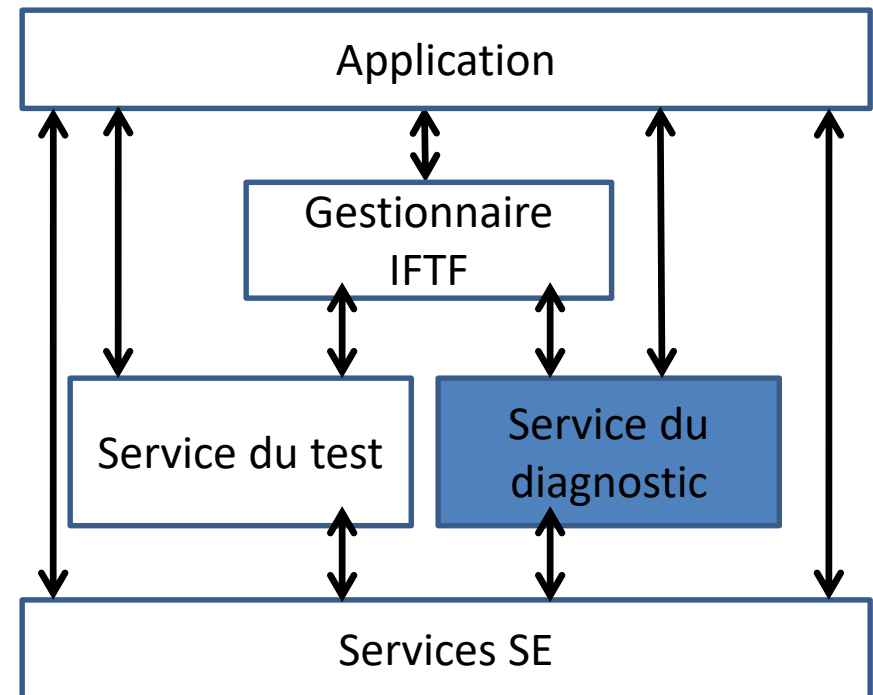 Application
Gestionnaire
IFTF
Service du test
Service du
diagnostic
Services SE